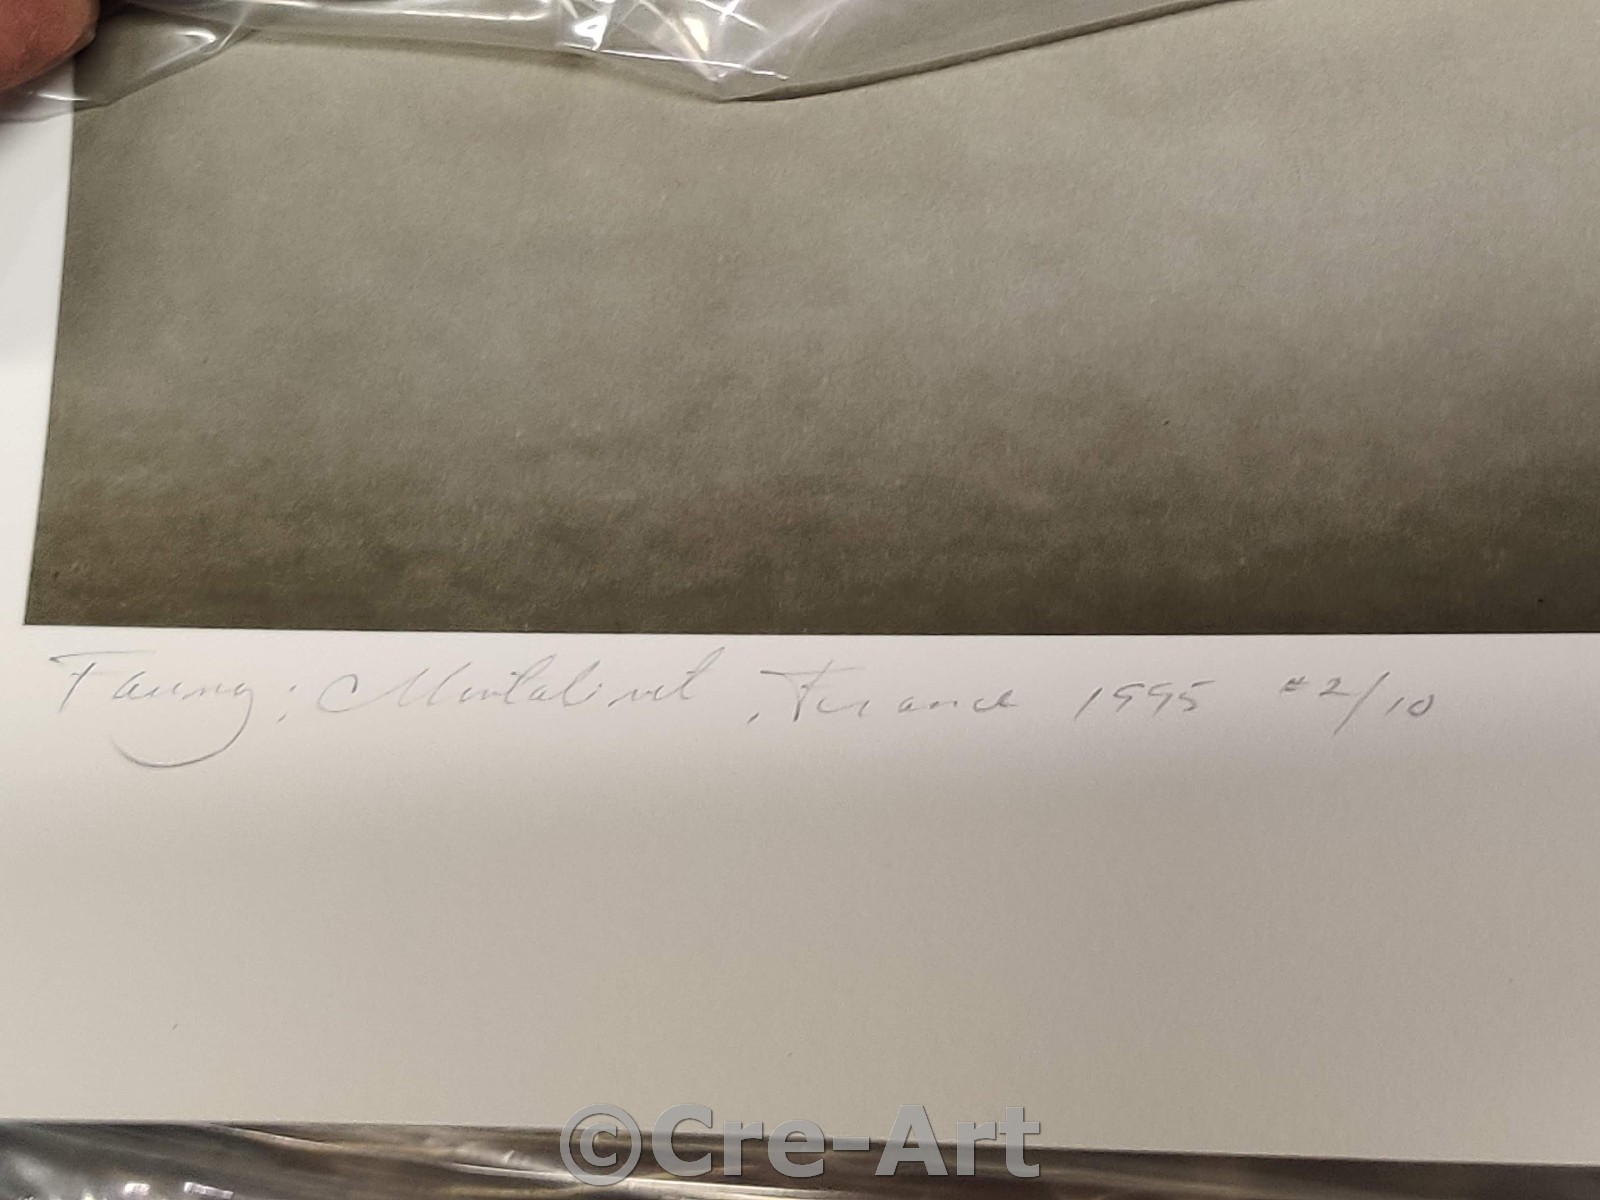 Fanny; Montalivet, France 1995 #2/10
©Cre-Art